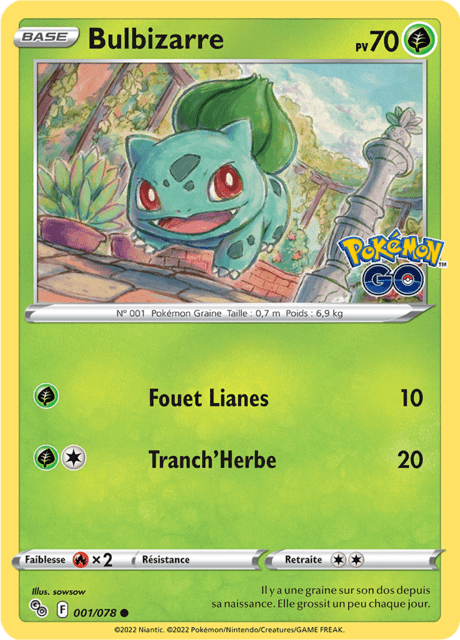 BASE Bulbizarre PV70
POKÉMON™
GO
N° 001 Pokémon Graine Taille : 0,7 m Poids : 6,9 kg
Fouet Lianes 10
Tranch'Herbe 20
Faiblesse ×2 Résistance Retraite
Illus. sowsow
Il y a une graine sur son dos depuis
sa naissance. Elle grossit un peu chaque jour.
F 001/078
©2022 Niantic. ©2022 Pokémon/Nintendo/Creatures/GAME FREAK.